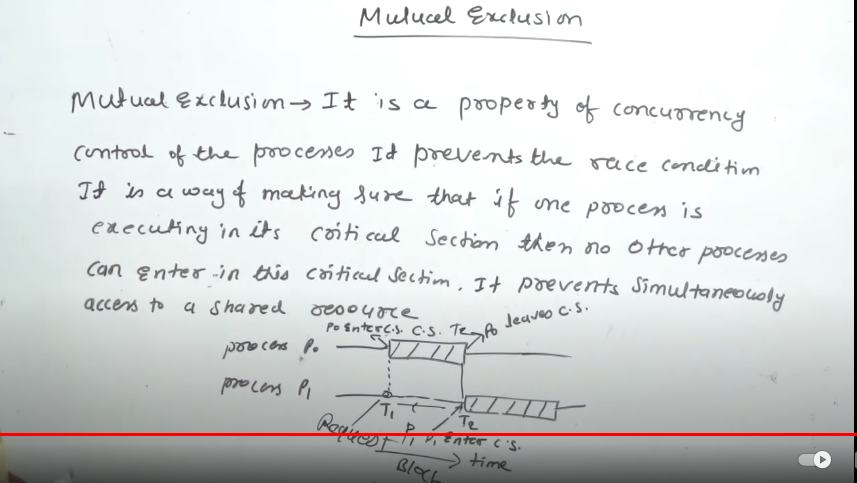 Mutual Exclusion
Mutual Exclusion → It is a property of concurrency
control of the processes It prevents the race condition
It is a way of making sure that if one process is
executing in its critical section then no other processes
can enter in this critical section. It prevents simultaneously
access to a shared resource
P0 Enter C.S. C.S. T2 P0 leaves C.S.
process P0
process P1
T1 T2
Request P1 P1 Enter C.S.
Block time